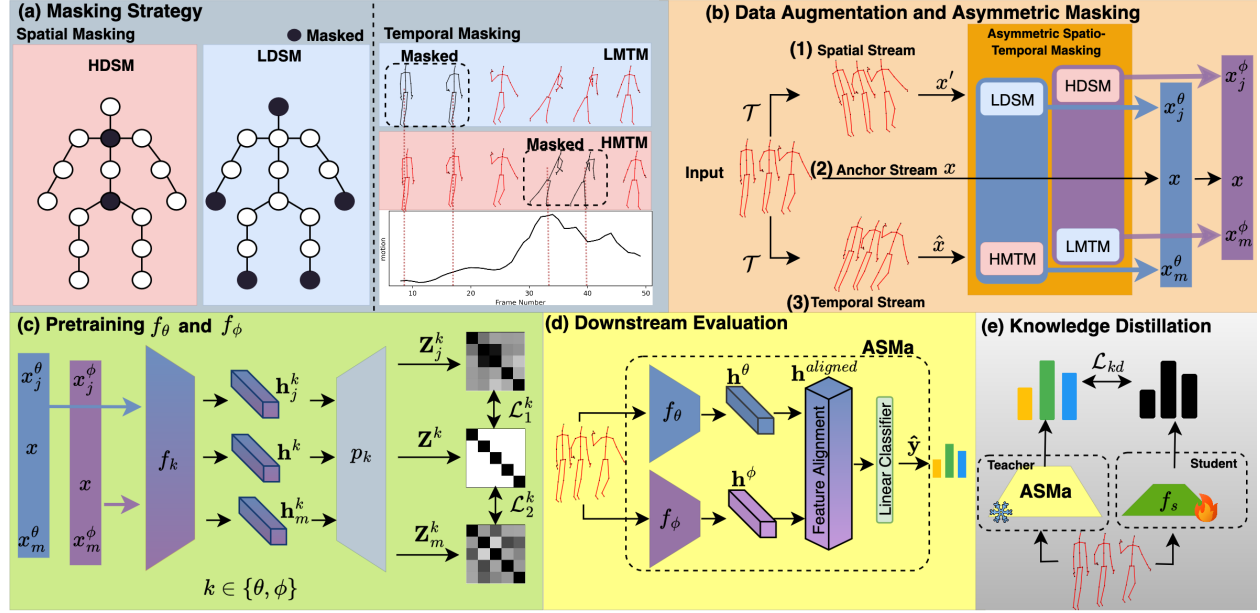 (a) Masking Strategy
Spatial Masking
Masked
HDSM
LDSM
Temporal Masking
Masked
LMTM
Masked
HMTM
motion
10 20 30 40 50
Frame Number
(b) Data Augmentation and Asymmetric Masking
Asymmetric Spatio-
Temporal Masking
(1) Spatial Stream
x′
𝒯
LDSM
HDSM
x_j^ϕ
x_j^θ
Input
(2) Anchor Stream x
x
x
𝒯
x̂
HMTM
LMTM
x_m^ϕ
x_m^θ
(3) Temporal Stream
(c) Pretraining f_θ and f_ϕ
x_j^θ
x_j^ϕ
x
x
x_m^θ
x_m^ϕ
f_k
h_j^k
h^k
h_m^k
p_k
Z_j^k
ℒ_1^k
Z^k
ℒ_2^k
Z_m^k
k ∈ {θ, ϕ}
(d) Downstream Evaluation
ASMa
h^θ
h^aligned
f_θ
h^ϕ
f_ϕ
Feature Alignment
Linear Classifier
ŷ
(e) Knowledge Distillation
ℒ_kd
Teacher
Student
ASMa
f_s